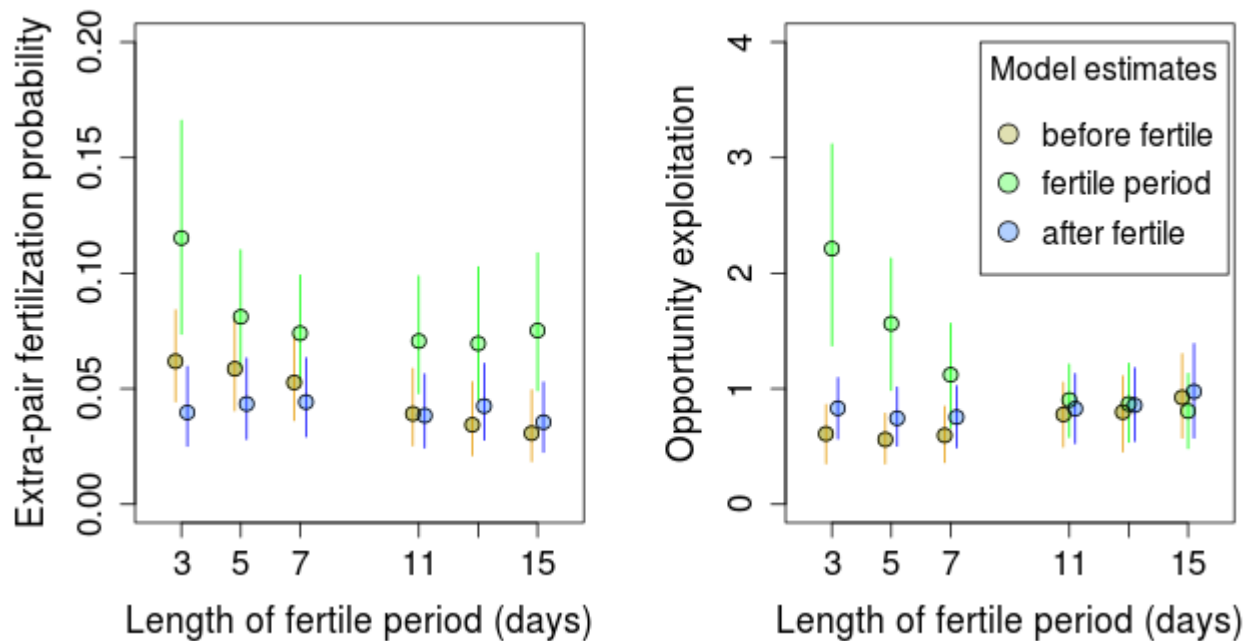 Extra-pair fertilization probability
0.00 0.05 0.10 0.15 0.20
3 5 7 11 15
Length of fertile period (days)
Opportunity exploitation
0 1 2 3 4
Model estimates
before fertile
fertile period
after fertile
3 5 7 11 15
Length of fertile period (days)